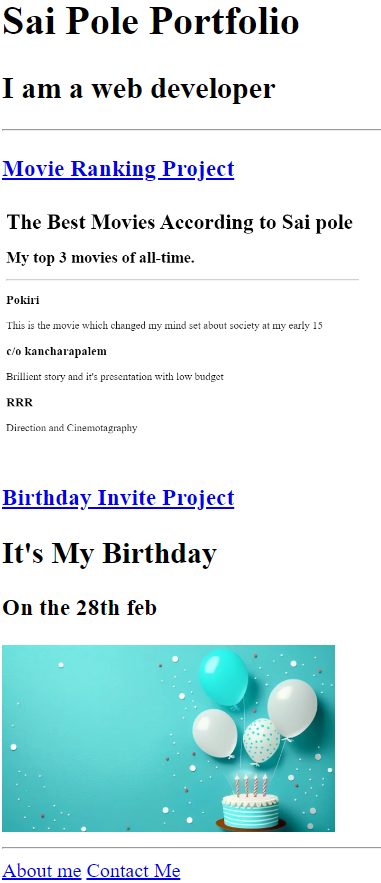 Sai Pole Portfolio
I am a web developer
Movie Ranking Project
The Best Movies According to Sai pole
My top 3 movies of all-time.
Pokiri
This is the movie which changed my mind set about society at my early 15
c/o kancharapalem
Brillient story and it's presentation with low budget
RRR
Direction and Cinemotagraphy
Birthday Invite Project
It's My Birthday
On the 28th feb
About me Contact Me